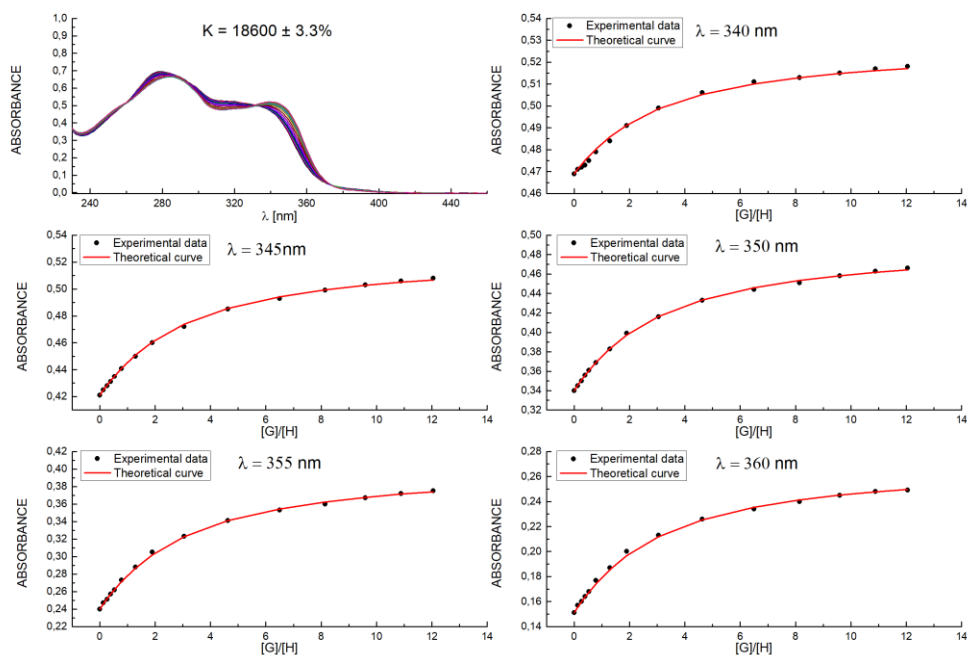 K = 18600 ± 3.3%
ABSORBANCE
1,0
0,9
0,8
0,7
0,6
0,5
0,4
0,3
0,2
0,1
0,0
240 280 320 360 400 440
λ [nm]
Experimental data
Theoretical curve
λ = 340 nm
ABSORBANCE
0,54
0,53
0,52
0,51
0,50
0,49
0,48
0,47
0,46
0 2 4 6 8 10 12 14
[G]/[H]
Experimental data
Theoretical curve
λ = 345nm
ABSORBANCE
0,54
0,52
0,50
0,48
0,46
0,44
0,42
0 2 4 6 8 10 12 14
[G]/[H]
Experimental data
Theoretical curve
λ = 350 nm
ABSORBANCE
0,50
0,48
0,46
0,44
0,42
0,40
0,38
0,36
0,34
0,32
0 2 4 6 8 10 12 14
[G]/[H]
Experimental data
Theoretical curve
λ = 355 nm
ABSORBANCE
0,42
0,40
0,38
0,36
0,34
0,32
0,30
0,28
0,26
0,24
0,22
0 2 4 6 8 10 12 14
[G]/[H]
Experimental data
Theoretical curve
λ = 360 nm
ABSORBANCE
0,28
0,26
0,24
0,22
0,20
0,18
0,16
0,14
0 2 4 6 8 10 12 14
[G]/[H]